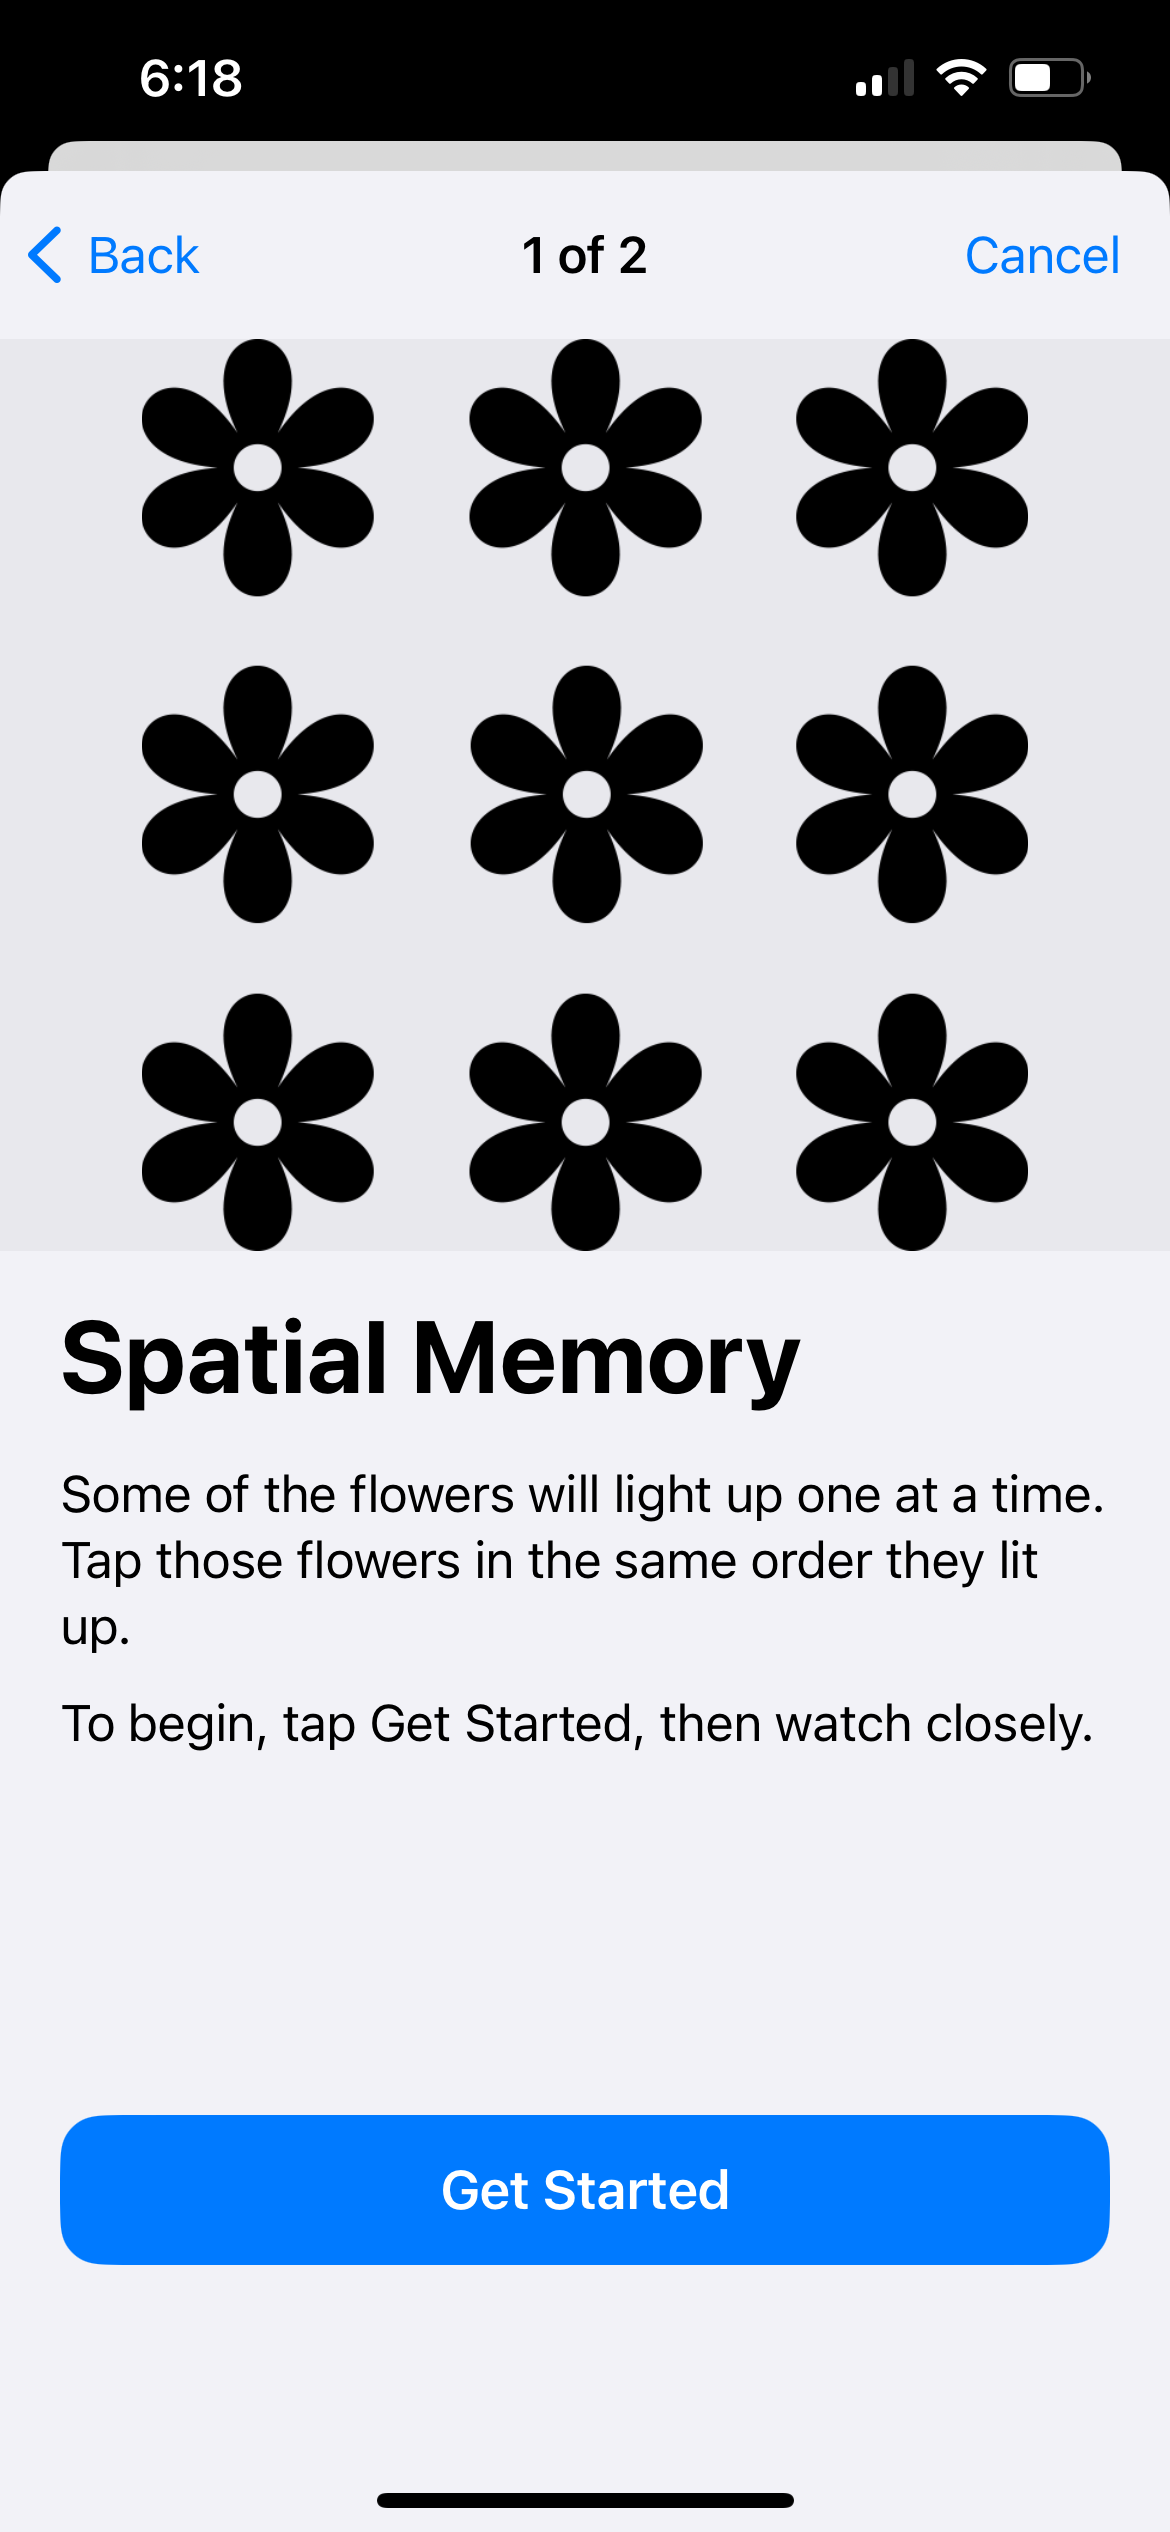 6:18
Back
1 of 2
Cancel
Spatial Memory
Some of the flowers will light up one at a time.
Tap those flowers in the same order they lit
up.
To begin, tap Get Started, then watch closely.
Get Started